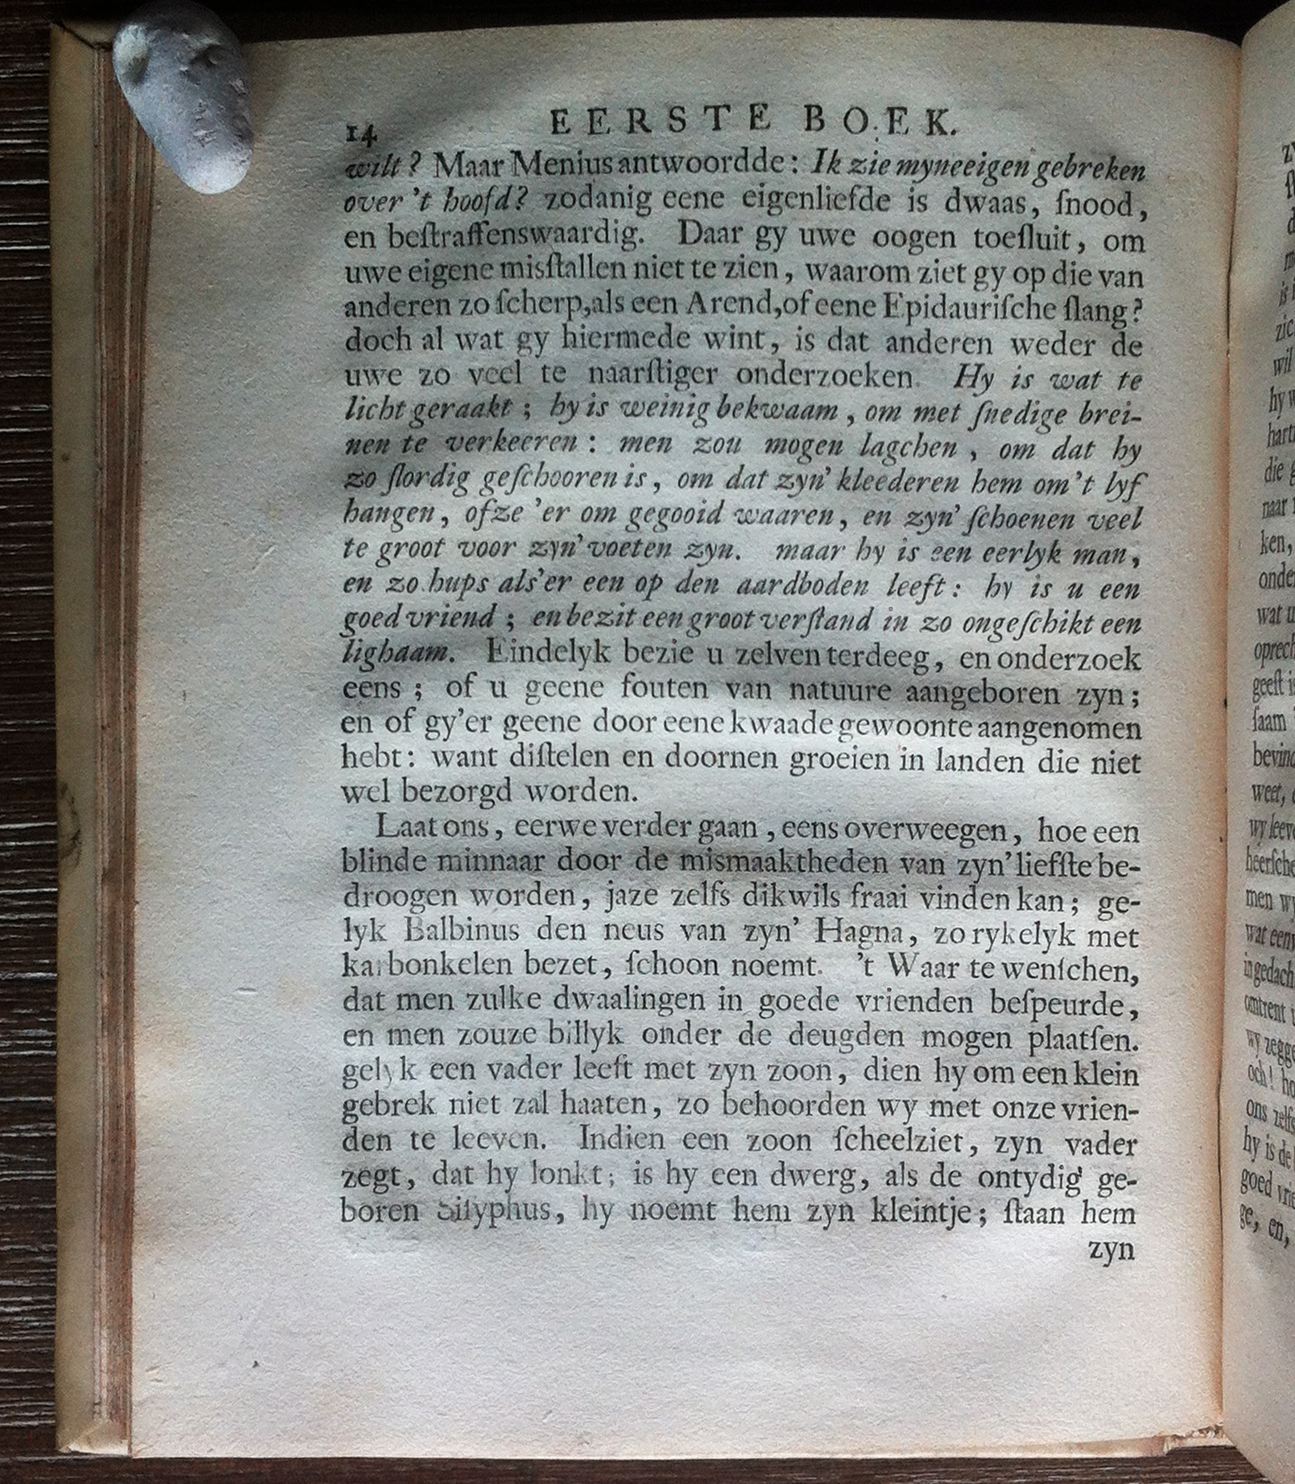 14 EERSTE BOEK.
wilt? Maar Menius antwoordde: Ik zie myne eigen gebreken
over 't hoofd? zodanig eene eigenliefde is dwaas, ſnood,
en beſtraffenswaardig. Daar gy uwe oogen toeſluit, om
uwe eigene misſtallen niet te zien, waarom ziet gy op die van
anderen zo ſcherp, als een Arend, of eene Epidauriſche ſlang?
doch al wat gy hiermede wint, is dat anderen weder de
uwe zo veel te naarſtiger onderzoeken. Hy is wat te
licht geraakt; hy is weinig bekwaam, om met ſnedige brei-
nen te verkeeren: men zou mogen lagchen, om dat hy
zo ſlordig geſchooren is, om dat zyn' kleederen hem om 't lyf
hangen, of ze 'er om gegooid waaren, en zyn' ſchoenen veel
te groot voor zyn' voeten zyn. maar hy is een eerlyk man,
en zo hups als 'er een op den aardboden leeft: hy is u een
goed vriend; en bezit een groot verſtand in zo ongeſchikt een
lighaam. Eindelyk bezie u zelven terdeeg, en onderzoek
eens; of u geene fouten van natuure aangeboren zyn;
en of gy'er geene door eene kwaade gewoonte aangenomen
hebt: want diſtelen en doornen groeien in landen die niet
wel bezorgd worden.
Laat ons, eer we verder gaan, eens overweegen, hoe een
blinde minnaar door de mismaaktheden van zyn' liefſte be-
droogen worden, ja ze zelfs dikwils fraai vinden kan; ge-
lyk Balbinus den neus van zyn' Hagna, zo rykelyk met
karbonkelen bezet, ſchoon noemt. 't Waar te wenſchen,
dat men zulke dwaalingen in goede vrienden beſpeurde,
en men zouze billyk onder de deugden mogen plaatſen.
gelyk een vader leeft met zyn zoon, dien hy om een klein
gebrek niet zal haaten, zo behoorden wy met onze vrien-
den te leeven. Indien een zoon ſcheelziet, zyn vader
zegt, dat hy lonkt; is hy een dwerg, als de ontydig ge-
boren Siſyphus, hy noemt hem zyn kleintje; ſtaan hem
zyn